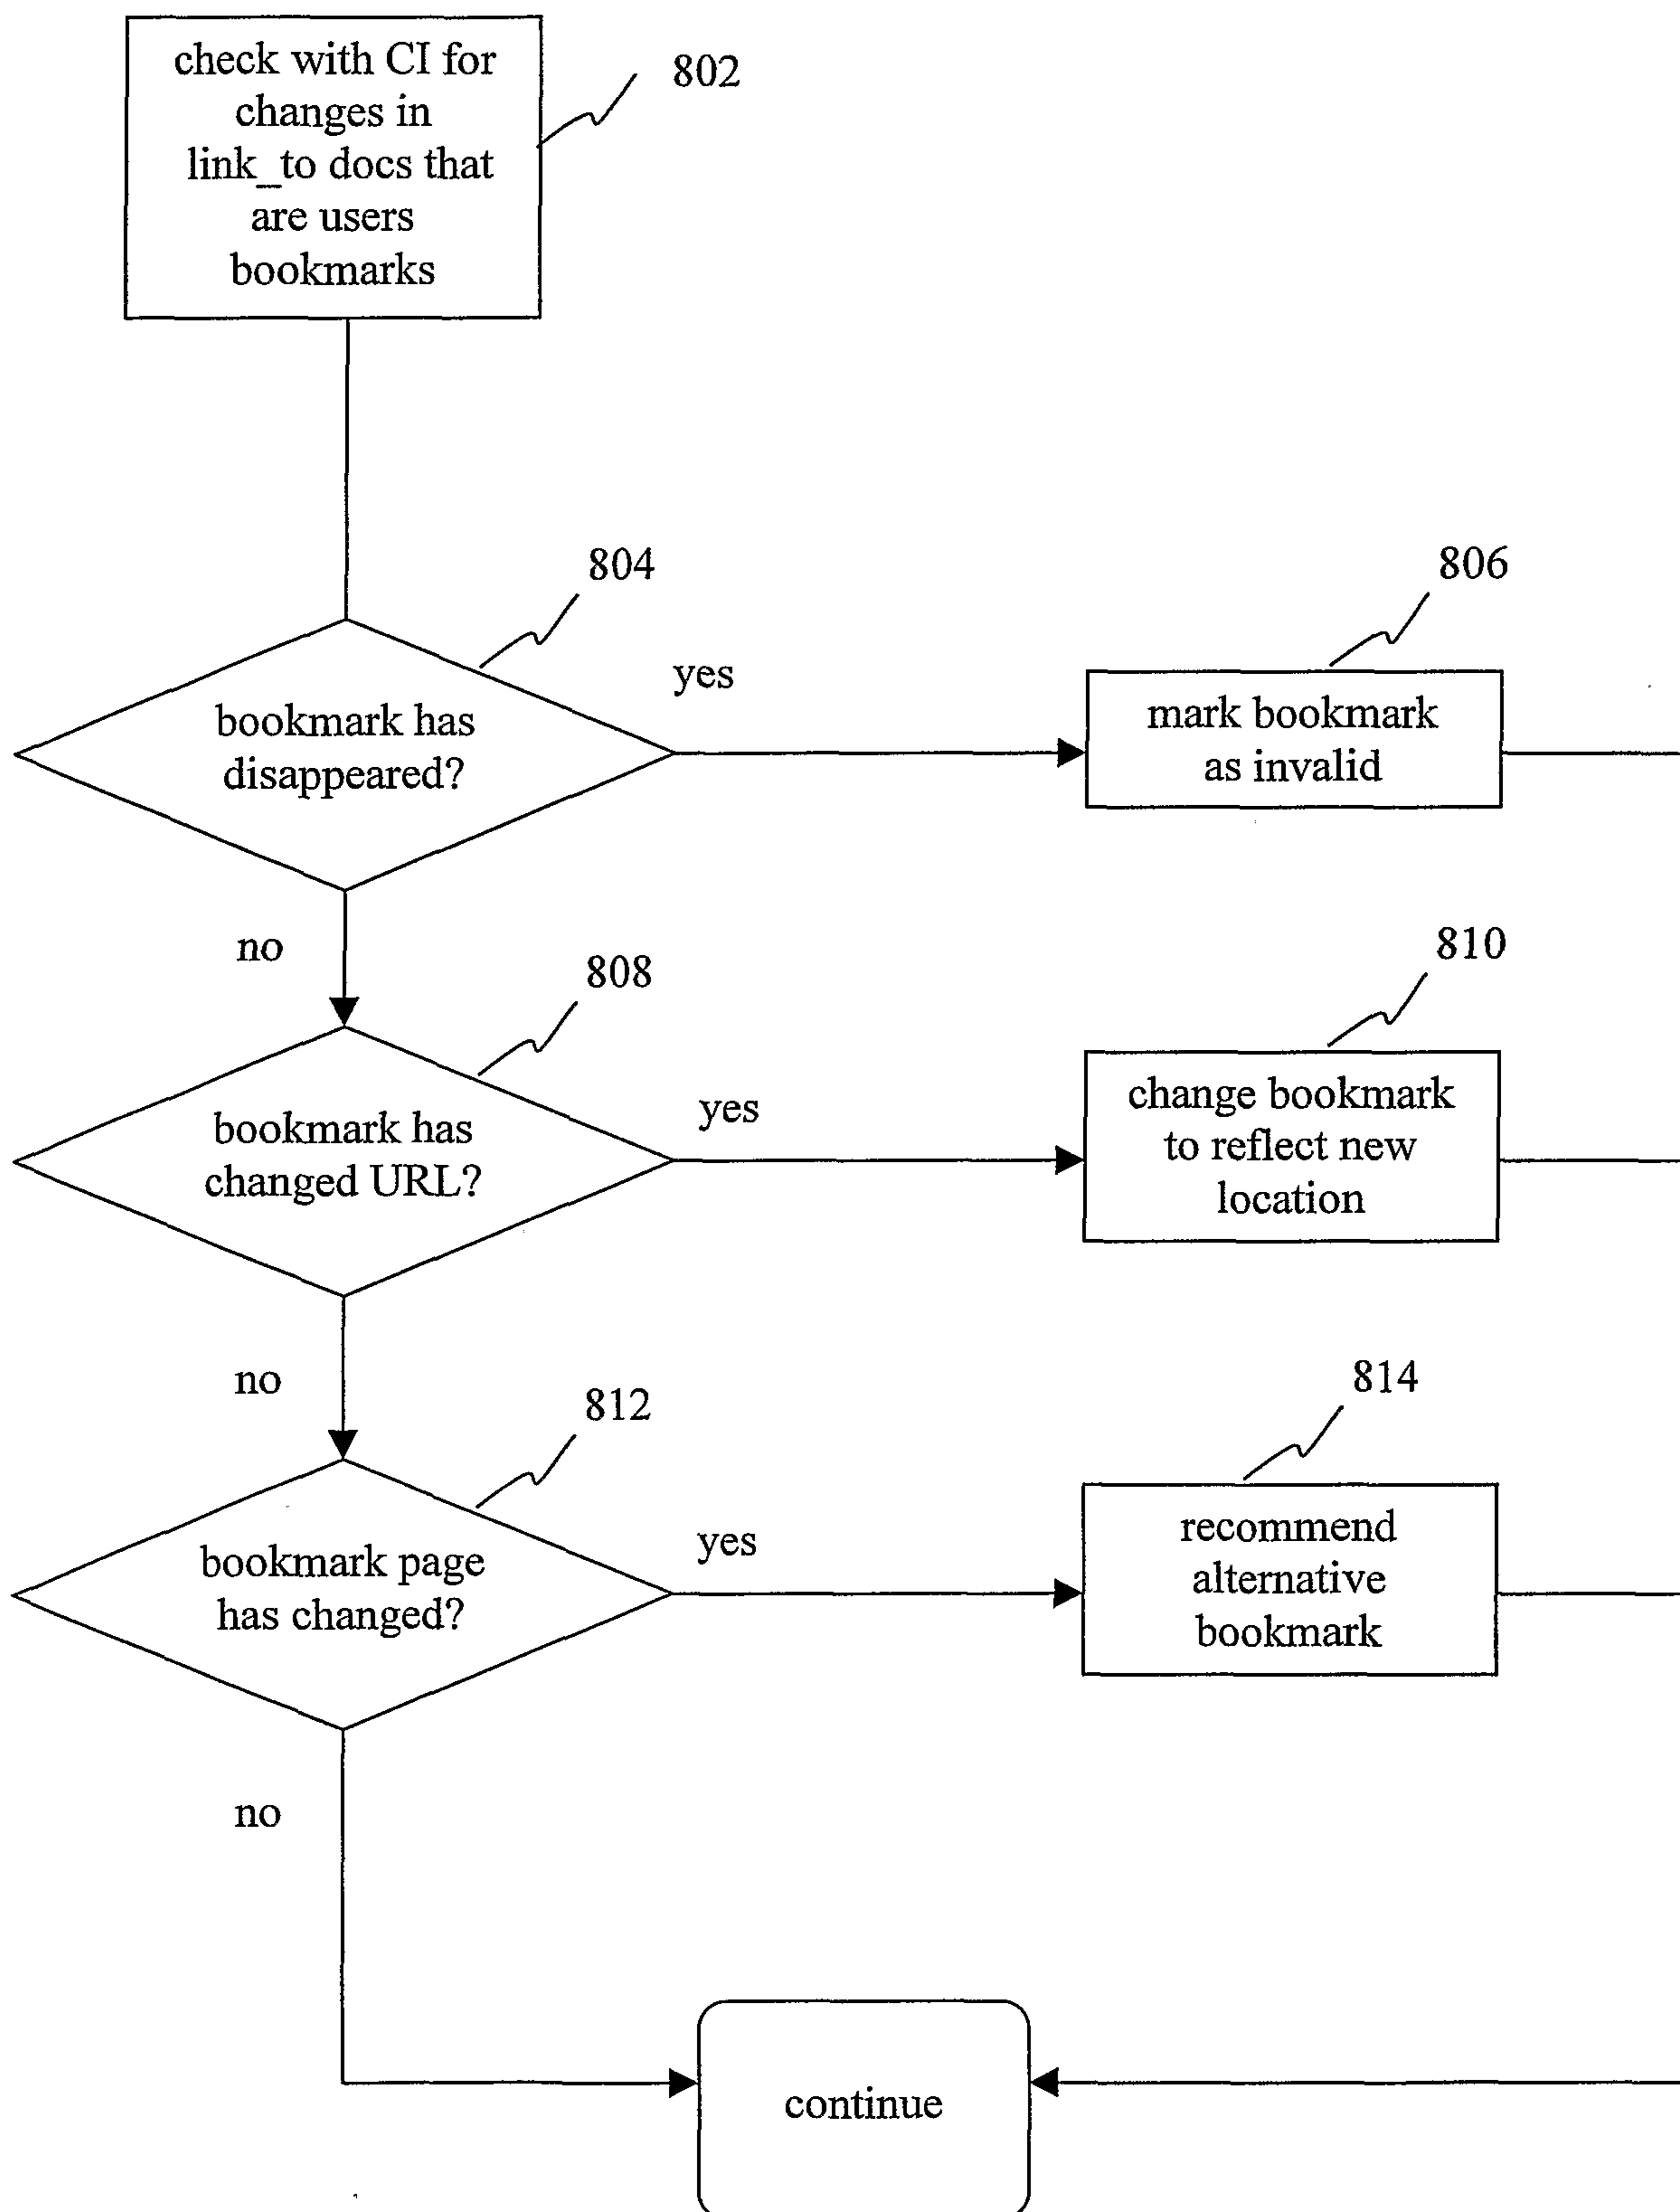 check with CI for
changes in
link_to docs that
are users
bookmarks
802
804
bookmark has
disappeared?
yes
806
mark bookmark
as invalid
no
808
bookmark has
changed URL?
yes
810
change bookmark
to reflect new
location
no
812
bookmark page
has changed?
yes
814
recommend
alternative
bookmark
no
continue